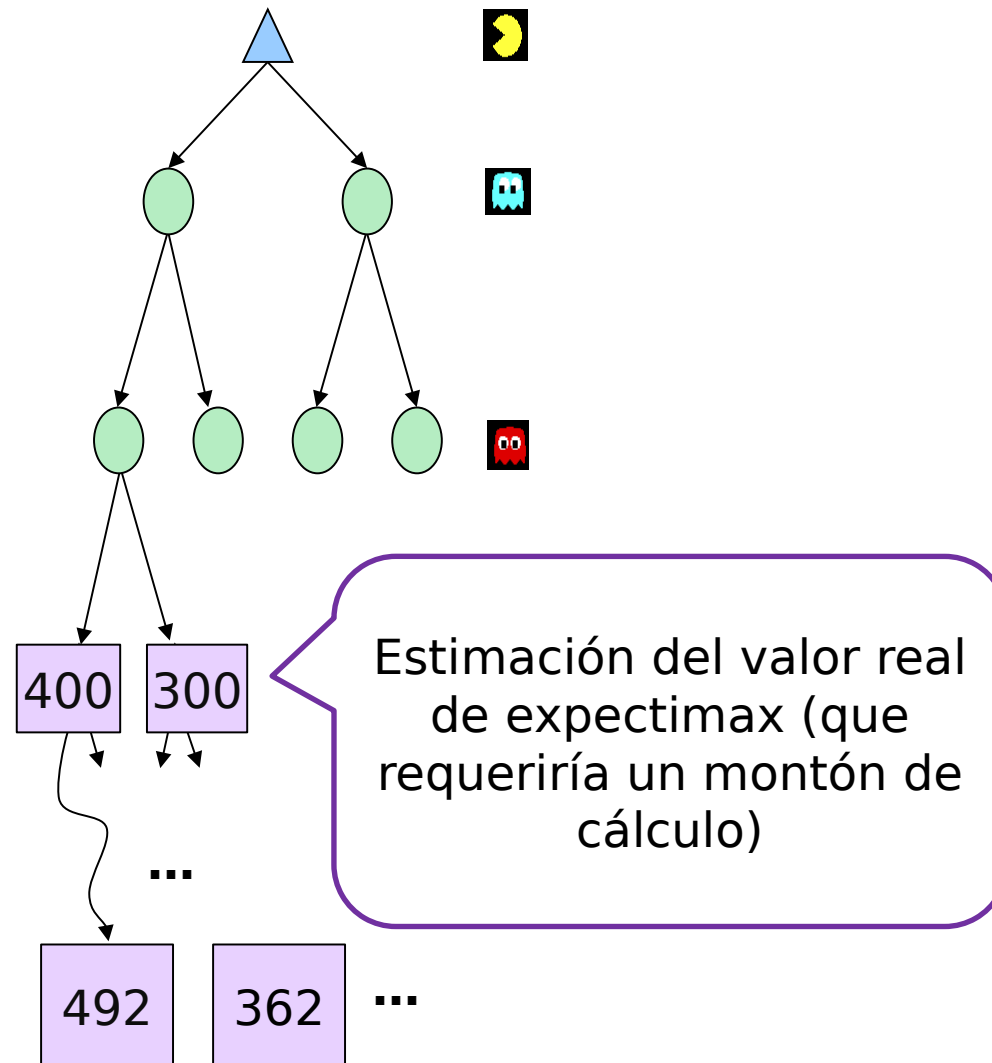 400
300
Estimación del valor real
de expectimax (que
requeriría un montón de
cálculo)
...
492
362
...